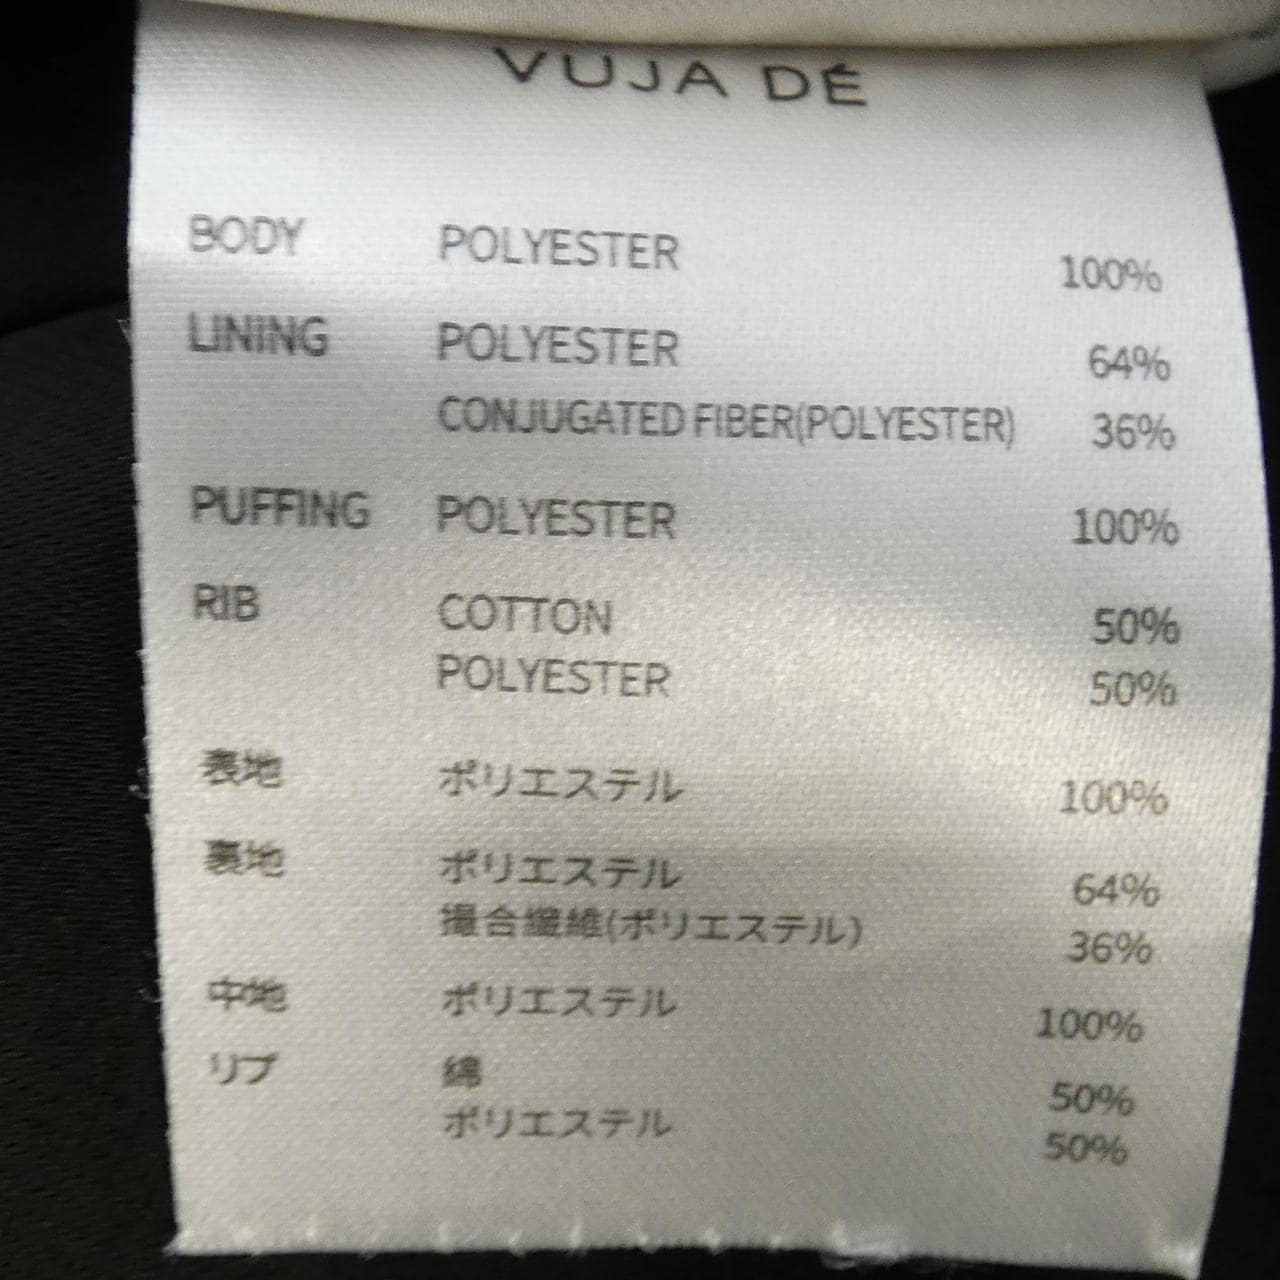 VUJA DÉ
BODY POLYESTER 100%
LINING POLYESTER 64%
CONJUGATED FIBER(POLYESTER) 36%
PUFFING POLYESTER 100%
RIB COTTON 50%
POLYESTER 50%
表地 ポリエステル 100%
裏地 ポリエステル 64%
撮合繊維(ポリエステル) 36%
中地 ポリエステル 100%
リブ 綿 50%
ポリエステル 50%